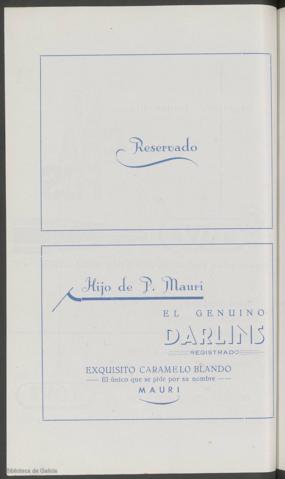 Reservado
Hijo de P. Mauri
EL GENUINO
DARLINS
REGISTRADO
EXQUISITO CARAMELO BLANDO
— El único que se pide por su nombre —
MAURI
Biblioteca de Galicia